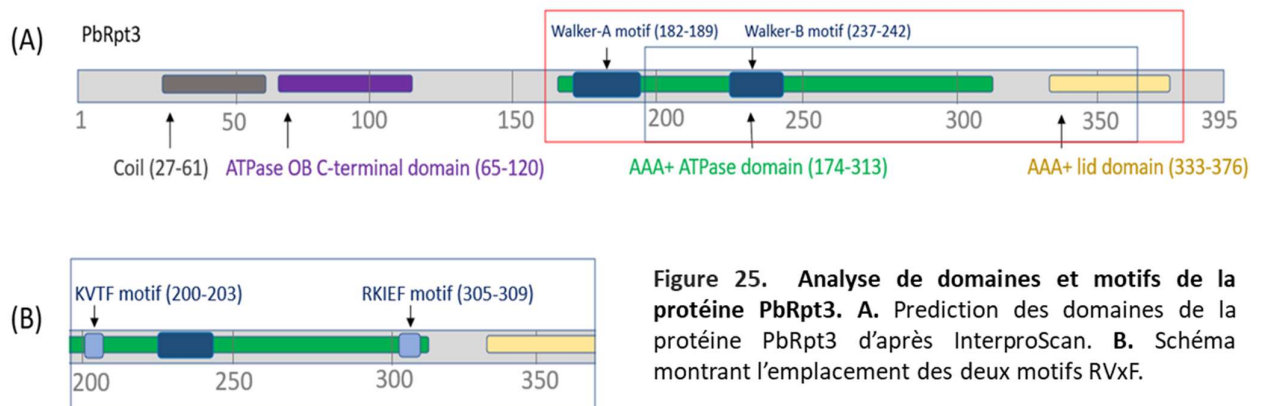 (A)
PbRpt3
Walker-A motif (182-189) Walker-B motif (237-242)
1 50 100 150 200 250 300 350 395
Coil (27-61) ATPase OB C-terminal domain (65-120) AAA+ ATPase domain (174-313) AAA+ lid domain (333-376)
(B)
KVTF motif (200-203) RKIEF motif (305-309)
200 250 300 350
Figure 25. Analyse de domaines et motifs de la
protéine PbRpt3. A. Prediction des domaines de la
protéine PbRpt3 d’après InterproScan. B. Schéma
montrant l’emplacement des deux motifs RVxF.